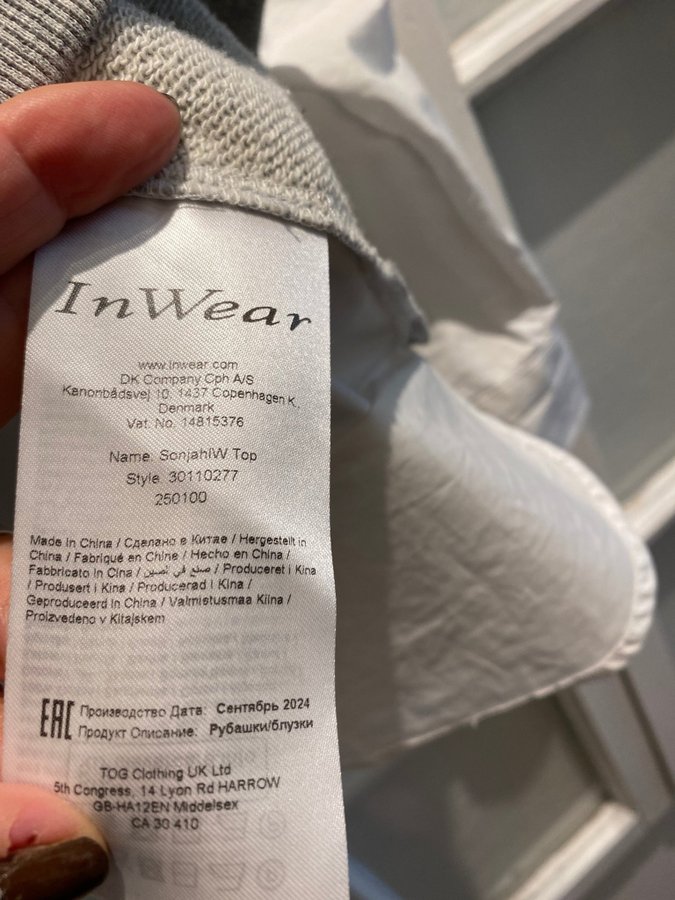 InWear
www.inwear.com
DK Company Cph A/S
Kanonbådsvej 10, 1437 Copenhagen K,
Denmark
Vat. No. 14815376
Name: SonjahIW Top
Style: 30110277
250100
Made in China / Сделано в Китае / Hergestellt in
China / Fabriqué en Chine / Hecho en China /
Fabbricato in Cina / صنع في الصين / Produceret i Kina
/ Produsert i Kina / Producerad i Kina /
Geproduceerd in China / Valmistusmaa Kiina /
Proizvedeno v Kitajskem
EAC Производство Дата: Сентябрь 2024
Продукт Описание: Рубашки/блузки
TOG Clothing UK Ltd
5th Congress, 14 Lyon Rd HARROW
GB-HA12EN Middelsex
CA 30 410